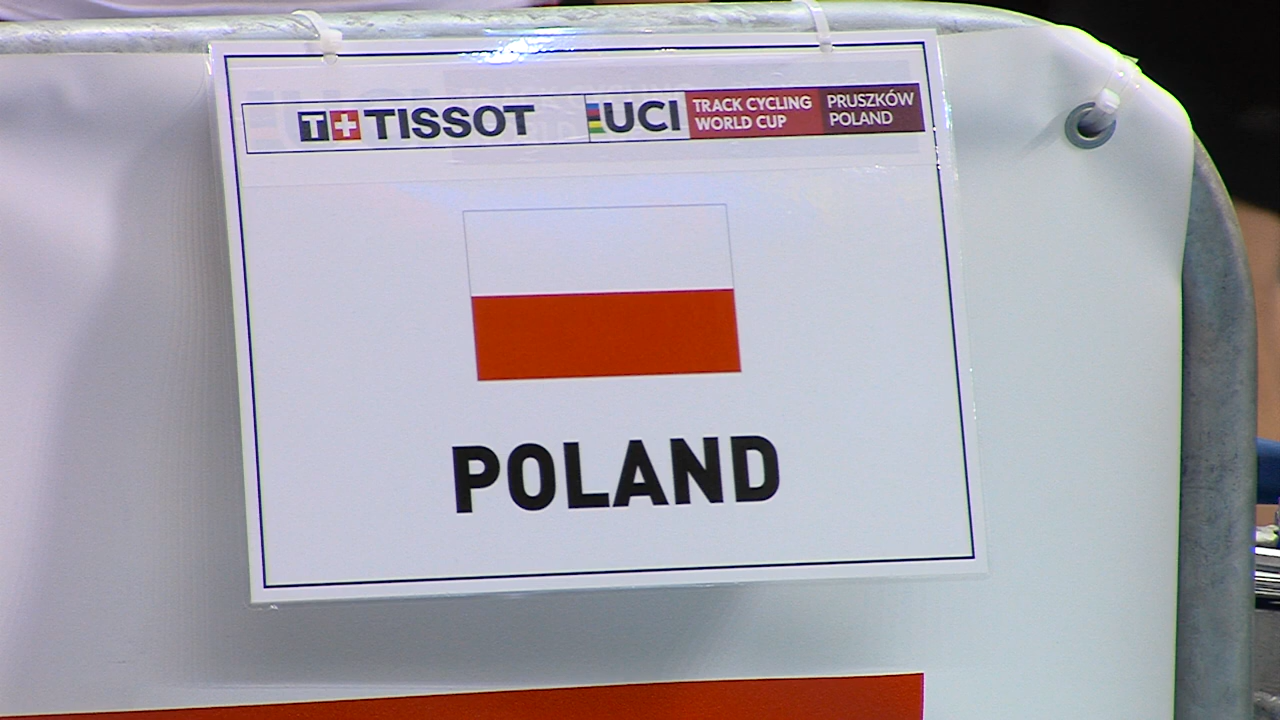 T+ TISSOT
UCI
TRACK CYCLING
WORLD CUP
PRUSZKÓW
POLAND
POLAND